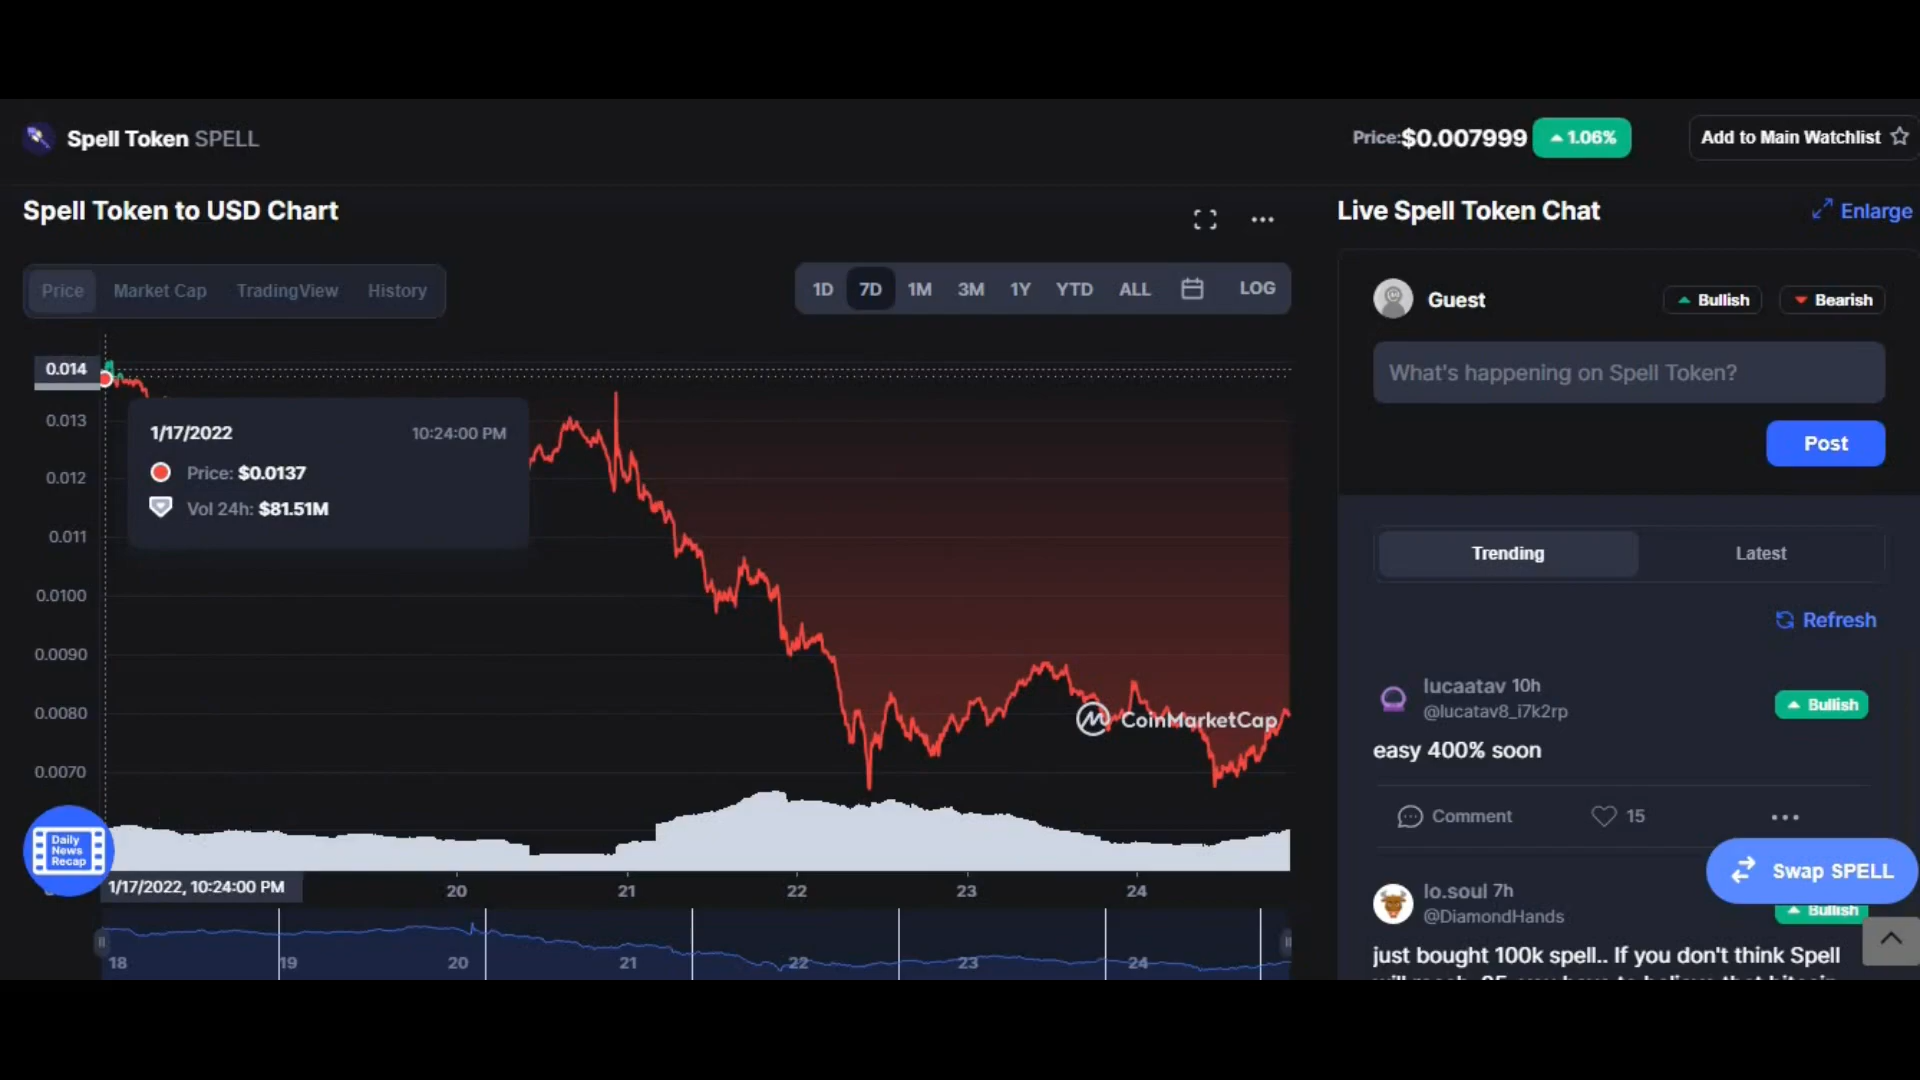 Spell Token SPELL
Price:$0.007999 1.06%
Add to Main Watchlist
Spell Token to USD Chart
Price Market Cap TradingView History
1D 7D 1M 3M 1Y YTD ALL LOG
0.014
0.013
0.012
0.011
0.0100
0.0090
0.0080
0.0070
1/17/2022 10:24:00 PM
Price: $0.0137
Vol 24h: $81.51M
CoinMarketCap
Daily
News
Recap
1/17/2022, 10:24:00 PM 20 21 22 23 24
18 19 20 21 22 23 24
Live Spell Token Chat
Enlarge
Guest
Bullish Bearish
What's happening on Spell Token?
Post
Trending Latest
Refresh
lucaatav 10h
@lucatav8_i7k2rp
Bullish
easy 400% soon
Comment 15
Swap SPELL
lo.soul 7h
@DiamondHands
Bullish
just bought 100k spell.. If you don't think Spell